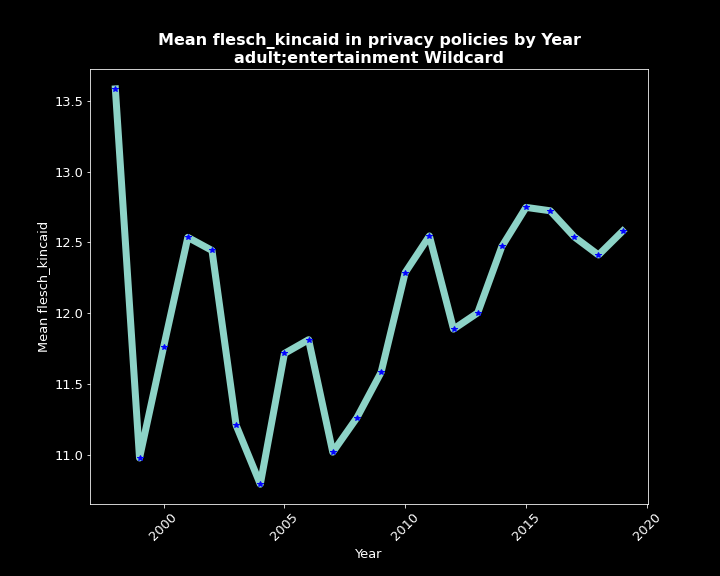 Mean flesch_kincaid in privacy policies by Year
adult;entertainment Wildcard
Mean flesch_kincaid
13.5
13.0
12.5
12.0
11.5
11.0
2000
2005
2010
2015
2020
Year